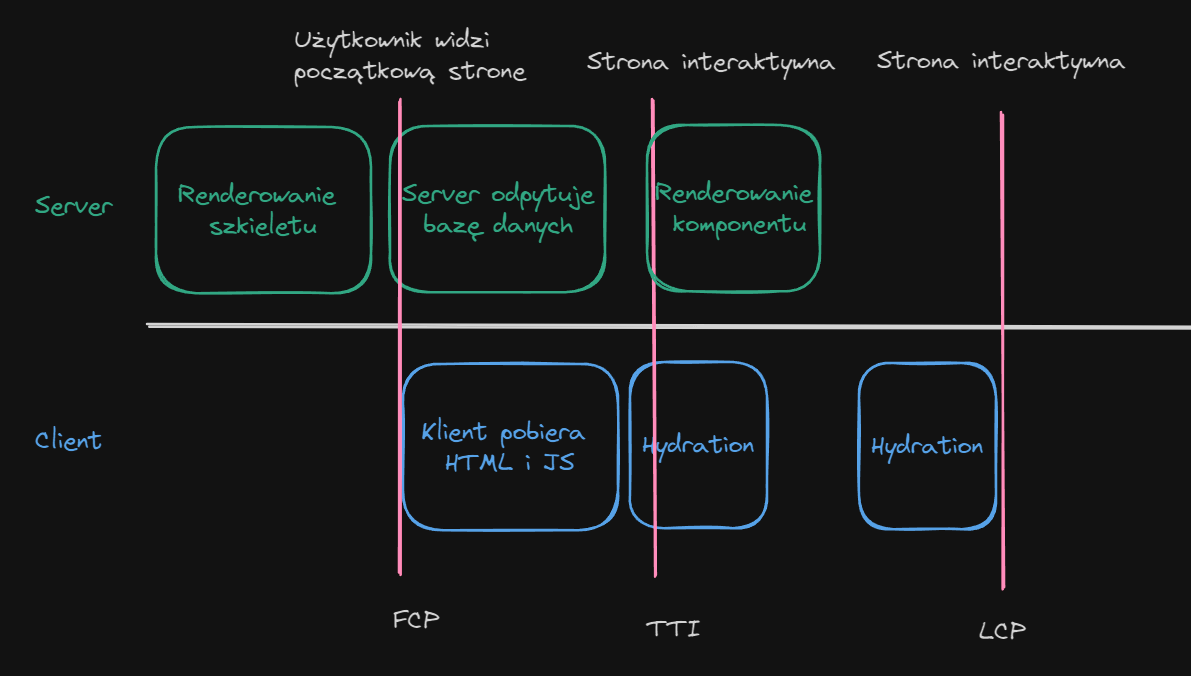 Użytkownik widzi
początkową strone
Strona interaktywna
Strona interaktywna
Server
Renderowanie
szkieletu
Server odpytuje
bazę danych
Renderowanie
komponentu
Client
Klient pobiera
HTML i JS
Hydration
Hydration
FCP
TTI
LCP